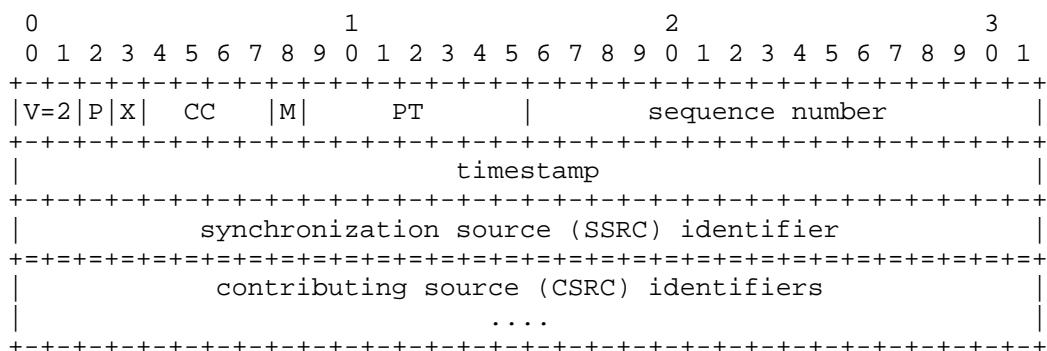 0                   1                   2                   3
 0 1 2 3 4 5 6 7 8 9 0 1 2 3 4 5 6 7 8 9 0 1 2 3 4 5 6 7 8 9 0 1
+-+-+-+-+-+-+-+-+-+-+-+-+-+-+-+-+-+-+-+-+-+-+-+-+-+-+-+-+-+-+-+-+
|V=2|P|X|  CC   |M|     PT      |       sequence number         |
+-+-+-+-+-+-+-+-+-+-+-+-+-+-+-+-+-+-+-+-+-+-+-+-+-+-+-+-+-+-+-+-+
|                           timestamp                           |
+-+-+-+-+-+-+-+-+-+-+-+-+-+-+-+-+-+-+-+-+-+-+-+-+-+-+-+-+-+-+-+-+
|           synchronization source (SSRC) identifier            |
+=+=+=+=+=+=+=+=+=+=+=+=+=+=+=+=+=+=+=+=+=+=+=+=+=+=+=+=+=+=+=+=+
|            contributing source (CSRC) identifiers             |
|                             ....                              |
+-+-+-+-+-+-+-+-+-+-+-+-+-+-+-+-+-+-+-+-+-+-+-+-+-+-+-+-+-+-+-+-+